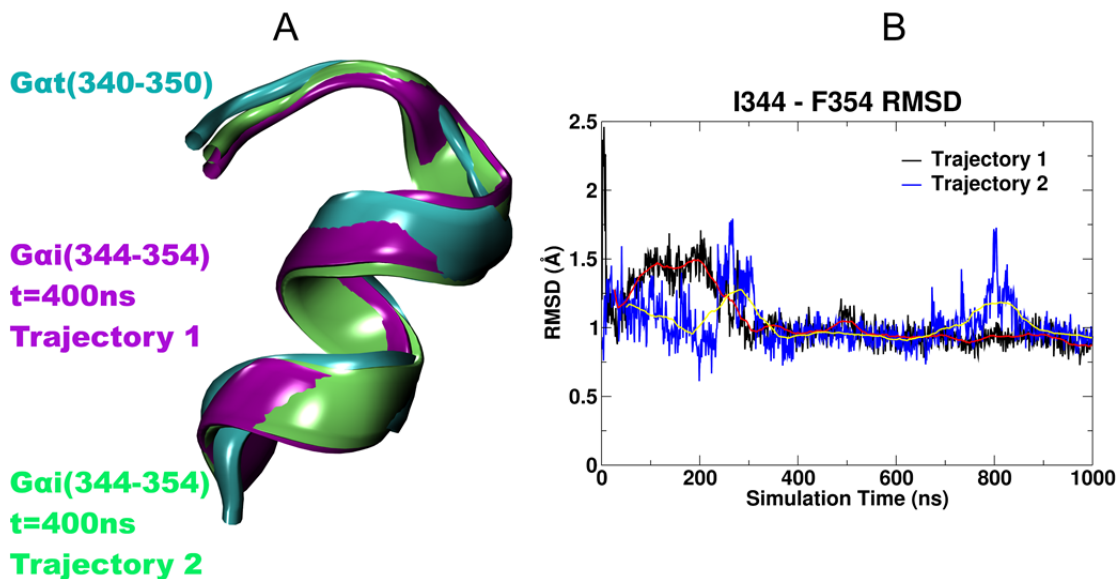 A
B
Gαt(340-350)
Gαi(344-354)
t=400ns
Trajectory 1
Gαi(344-354)
t=400ns
Trajectory 2
I344 - F354 RMSD
Trajectory 1
Trajectory 2
RMSD (Å)
2.5
2
1.5
1
0.5
0
0 200 400 600 800 1000
Simulation Time (ns)